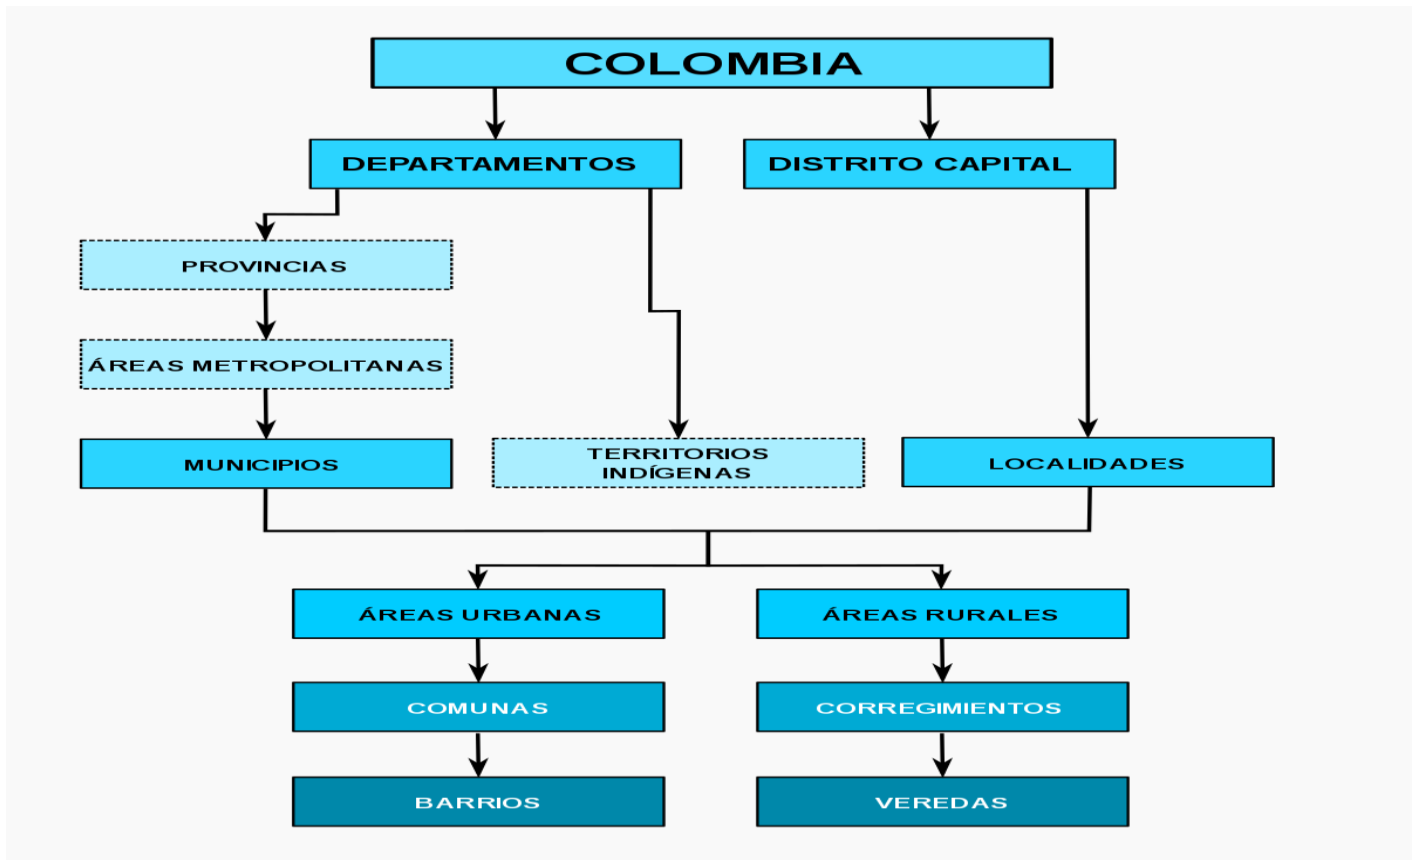 COLOMBIA
DEPARTAMENTOS
DISTRITO CAPITAL
PROVINCIAS
ÁREAS METROPOLITANAS
MUNICIPIOS
TERRITORIOS
INDÍGENAS
LOCALIDADES
ÁREAS URBANAS
ÁREAS RURALES
COMUNAS
CORREGIMIENTOS
BARRIOS
VEREDAS